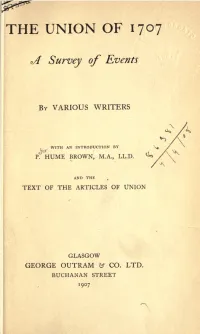 THE UNION OF 1707
A Survey of Events
BY VARIOUS WRITERS
WITH AN INTRODUCTION BY
P. HUME BROWN, M.A., LL.D.
AND THE
TEXT OF THE ARTICLES OF UNION
GLASGOW
GEORGE OUTRAM & CO. LTD.
BUCHANAN STREET
1907